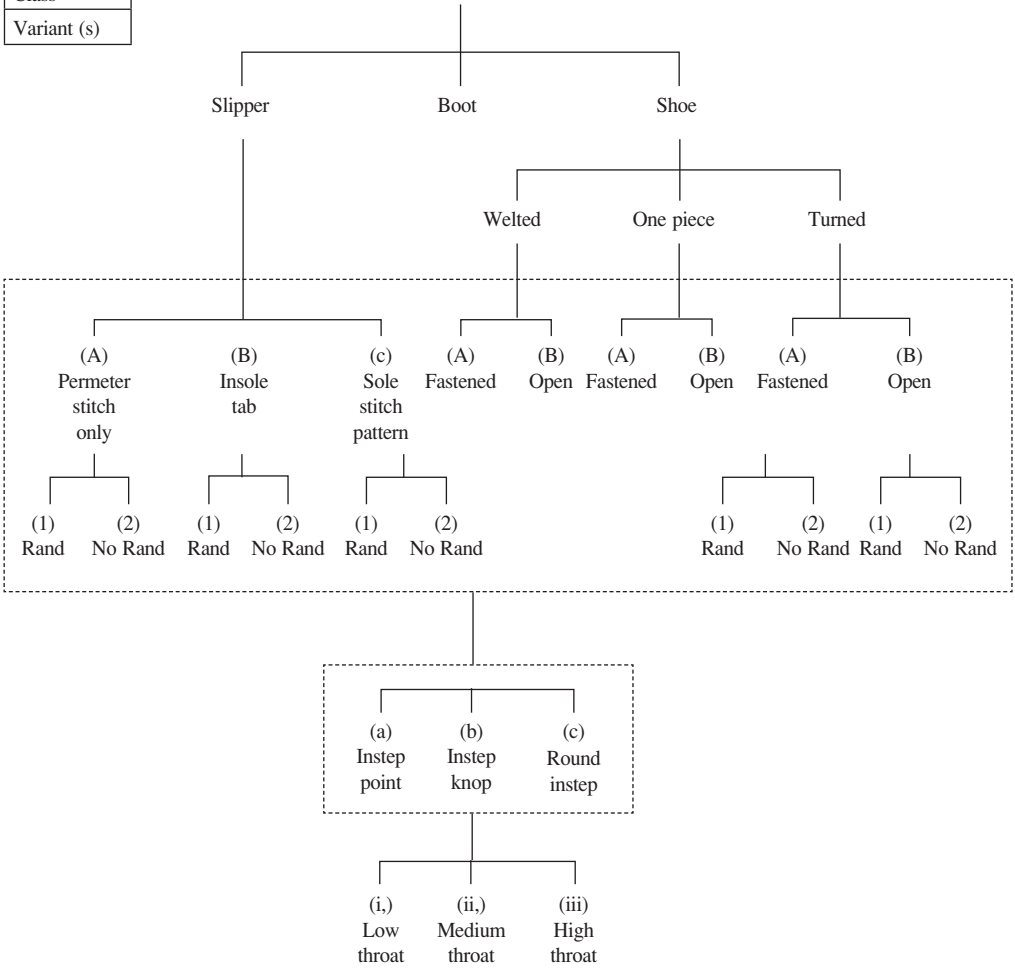 Variant (s)
Slipper Boot Shoe
Welted One piece Turned
(A) (B) (c) (A) (B) (A) (B) (A) (B)
Permeter Insole Sole Fastened Open Fastened Open Fastened Open
stitch tab stitch
only pattern
(1) (2) (1) (2) (1) (2) (1) (2) (1) (2)
Rand No Rand Rand No Rand Rand No Rand Rand No Rand Rand No Rand
(a) (b) (c)
Instep Instep Round
point knop instep
(i,) (ii,) (iii)
Low Medium High
throat throat throat